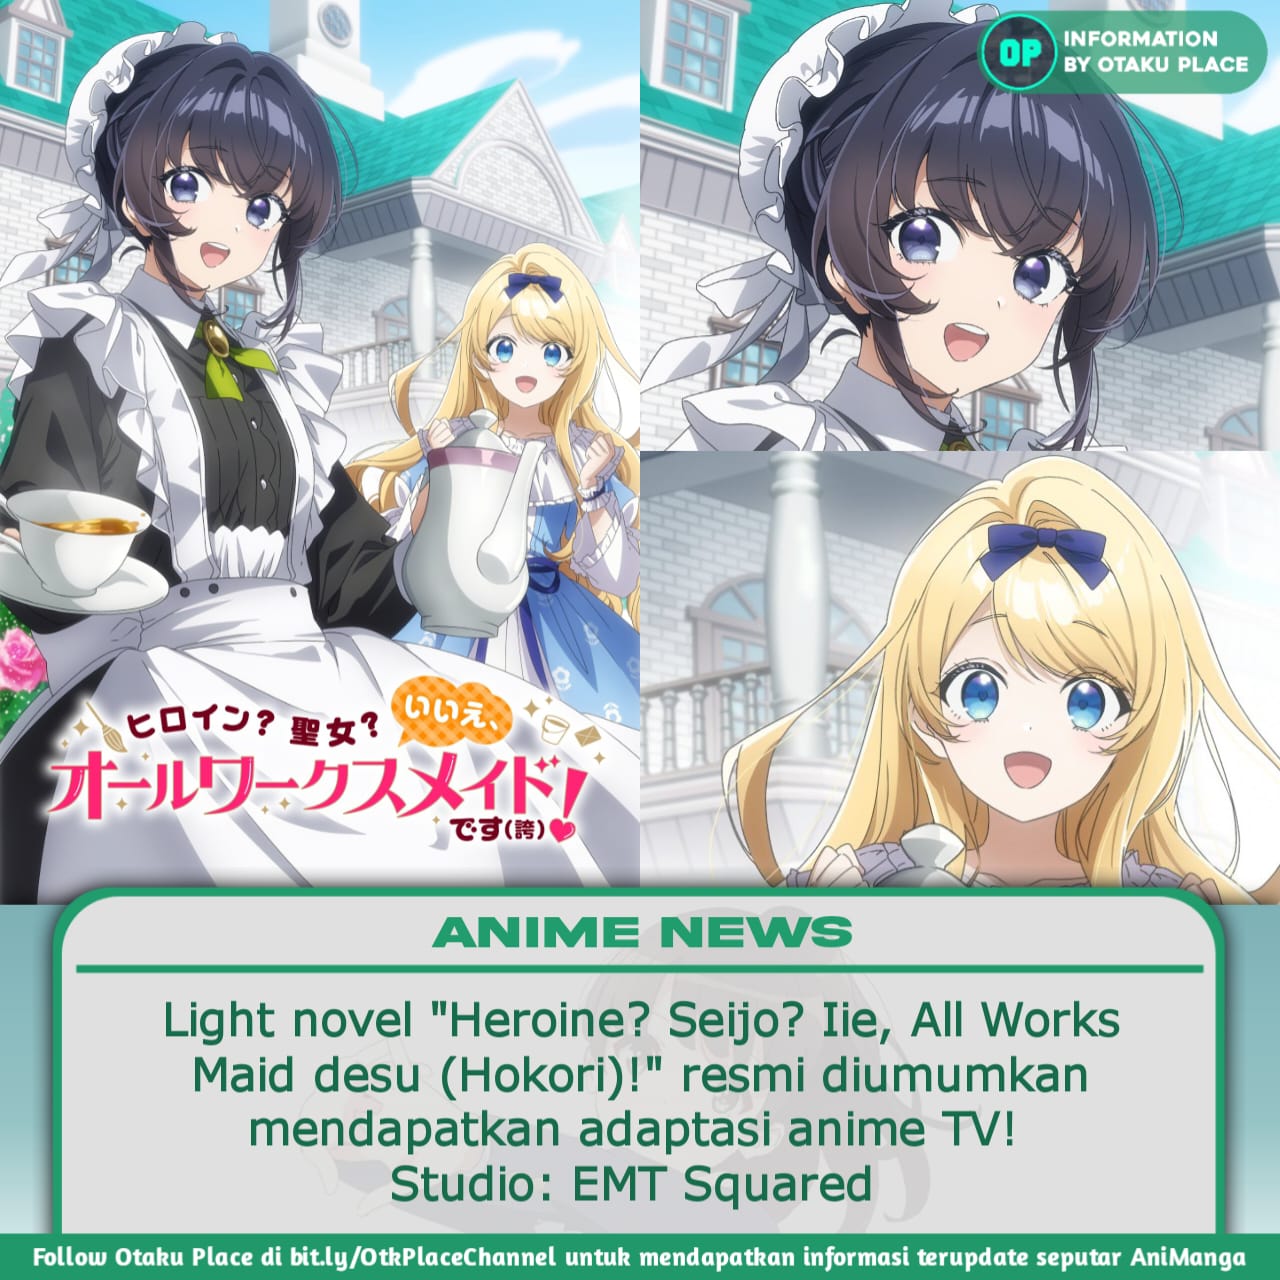 OP
INFORMATION
BY OTAKU PLACE
ヒロイン? 聖女? いいえ、
オールワークスメイド!
です(誇)
ANIME NEWS
Light novel "Heroine? Seijo? Iie, All Works
Maid desu (Hokori)!" resmi diumumkan
mendapatkan adaptasi anime TV!
Studio: EMT Squared
Follow Otaku Place di bit.ly/OtkPlaceChannel untuk mendapatkan informasi terupdate seputar AniManga